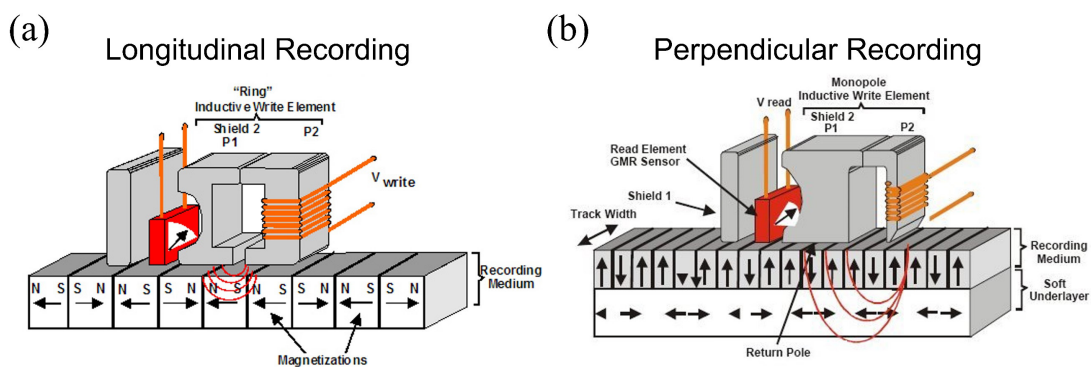 (a)
Longitudinal Recording
"Ring"
Inductive Write Element
Shield 2
P1
P2
V write
N S S N N S S N N S N S N S S N
Recording
Medium
Magnetizations
(b)
Perpendicular Recording
Monopole
Inductive Write Element
V read
Shield 2
P1
P2
Read Element
GMR Sensor
Shield 1
Track Width
Recording
Medium
Soft
Underlayer
Return Pole